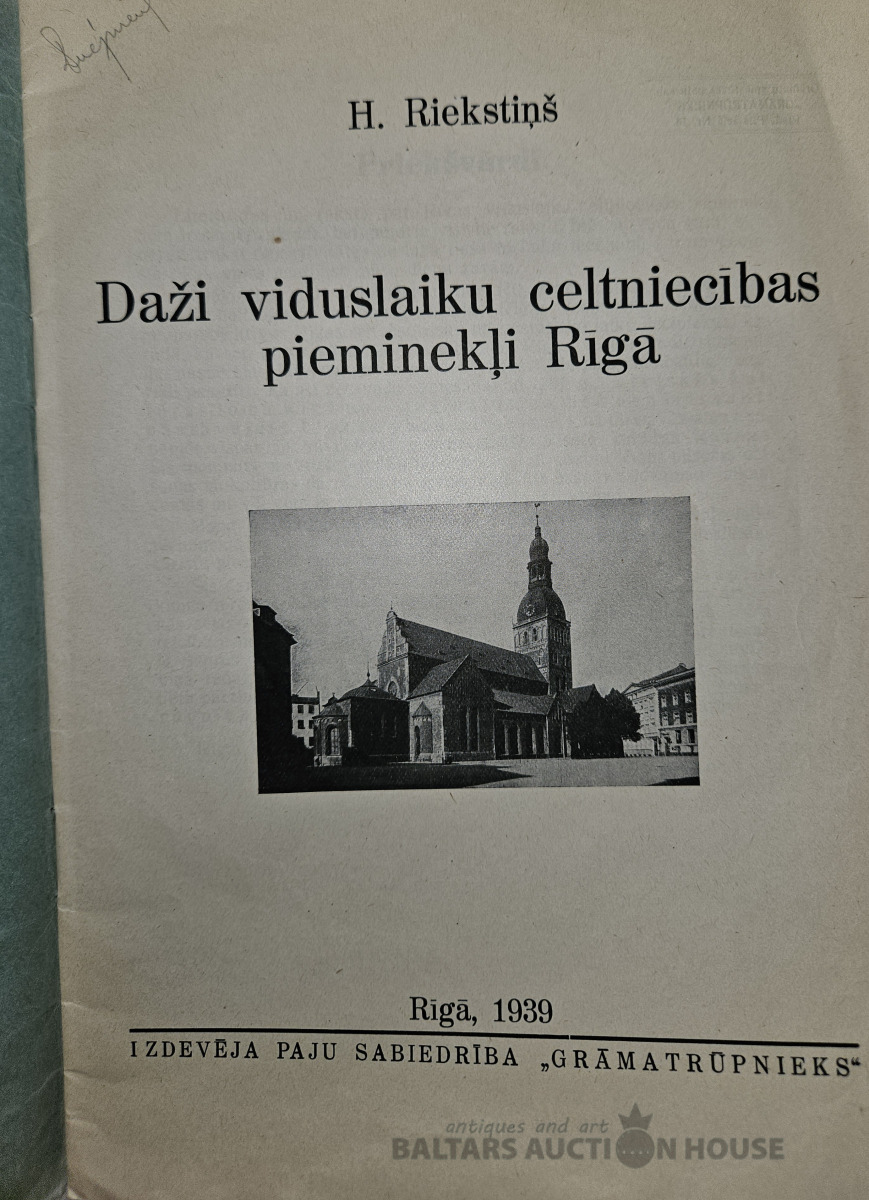 H. Riekstiņš
Daži viduslaiku celtniecības
pieminekļi Rīgā
Rīgā, 1939
IZDEVĒJA PAJU SABIEDRĪBA „GRĀMATRŪPNIEKS“
antiques and art
BALTARS AUCTION HOUSE